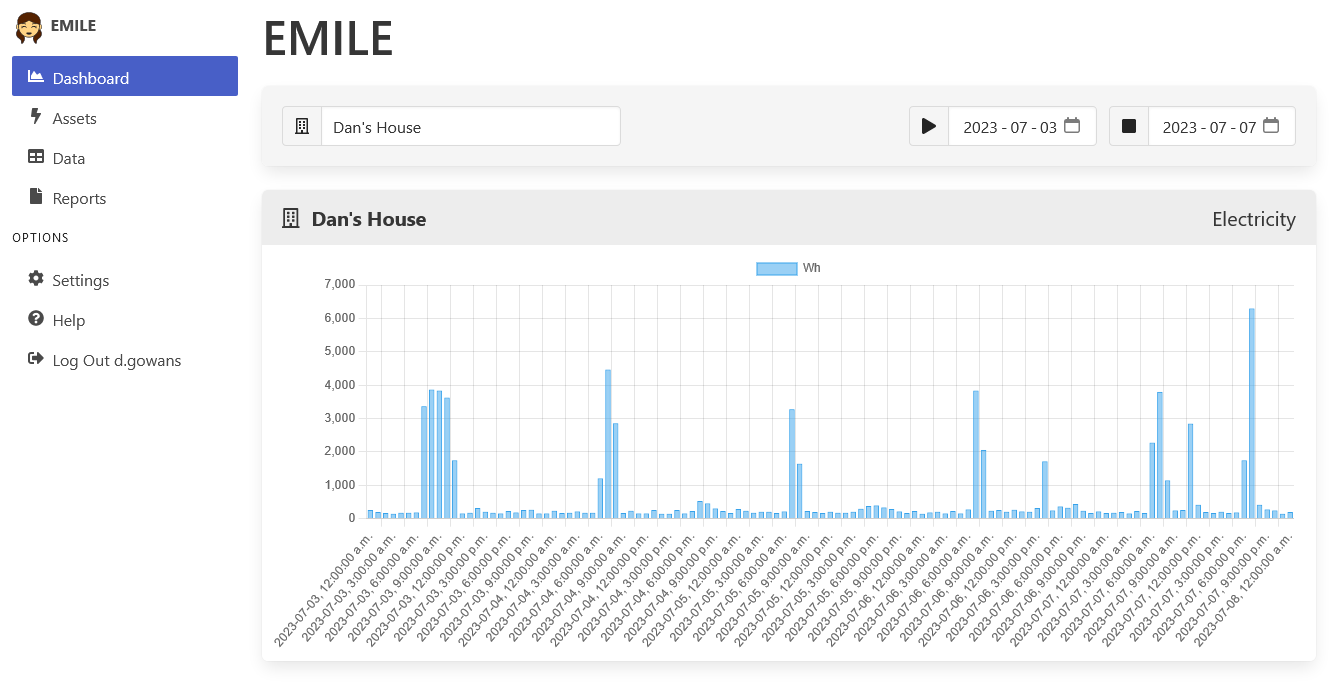 EMILE
EMILE
Dashboard
Assets
Data
Reports
OPTIONS
Settings
Help
Log Out d.gowans
Dan's House
2023 - 07 - 03
2023 - 07 - 07
Dan's House
Electricity
Wh
7,000
6,000
5,000
4,000
3,000
2,000
1,000
0
2023-07-03, 12:00:00 a.m.
2023-07-03, 3:00:00 a.m.
2023-07-03, 6:00:00 a.m.
2023-07-03, 9:00:00 a.m.
2023-07-03, 12:00:00 p.m.
2023-07-03, 3:00:00 p.m.
2023-07-03, 6:00:00 p.m.
2023-07-03, 9:00:00 p.m.
2023-07-04, 12:00:00 a.m.
2023-07-04, 3:00:00 a.m.
2023-07-04, 6:00:00 a.m.
2023-07-04, 9:00:00 a.m.
2023-07-04, 12:00:00 p.m.
2023-07-04, 3:00:00 p.m.
2023-07-04, 6:00:00 p.m.
2023-07-04, 9:00:00 p.m.
2023-07-05, 12:00:00 a.m.
2023-07-05, 3:00:00 a.m.
2023-07-05, 6:00:00 a.m.
2023-07-05, 9:00:00 a.m.
2023-07-05, 12:00:00 p.m.
2023-07-05, 3:00:00 p.m.
2023-07-05, 6:00:00 p.m.
2023-07-05, 9:00:00 p.m.
2023-07-06, 12:00:00 a.m.
2023-07-06, 3:00:00 a.m.
2023-07-06, 6:00:00 a.m.
2023-07-06, 9:00:00 a.m.
2023-07-06, 12:00:00 p.m.
2023-07-06, 3:00:00 p.m.
2023-07-06, 6:00:00 p.m.
2023-07-06, 9:00:00 p.m.
2023-07-07, 12:00:00 a.m.
2023-07-07, 3:00:00 a.m.
2023-07-07, 6:00:00 a.m.
2023-07-07, 9:00:00 a.m.
2023-07-07, 12:00:00 p.m.
2023-07-07, 3:00:00 p.m.
2023-07-07, 6:00:00 p.m.
2023-07-07, 9:00:00 p.m.
2023-07-08, 12:00:00 a.m.